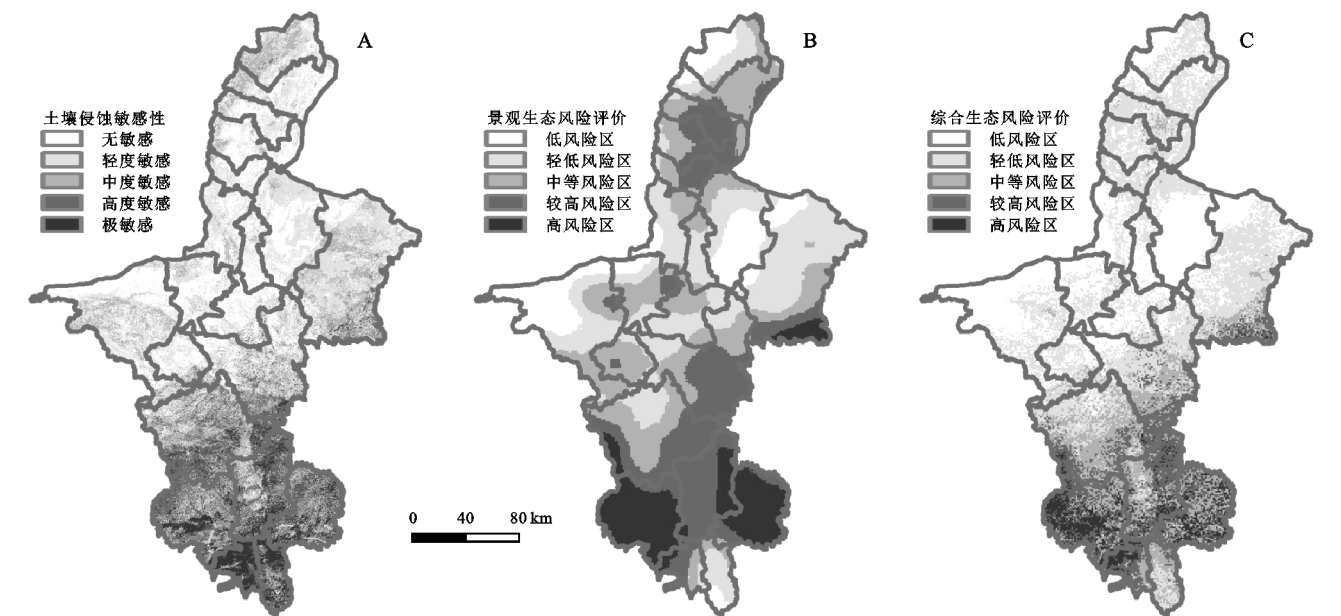 A
土壤侵蚀敏感性
无敏感
轻度敏感
中度敏感
高度敏感
极敏感
B
景观生态风险评价
低风险区
轻低风险区
中等风险区
较高风险区
高风险区
0 40 80 km
C
综合生态风险评价
低风险区
轻低风险区
中等风险区
较高风险区
高风险区